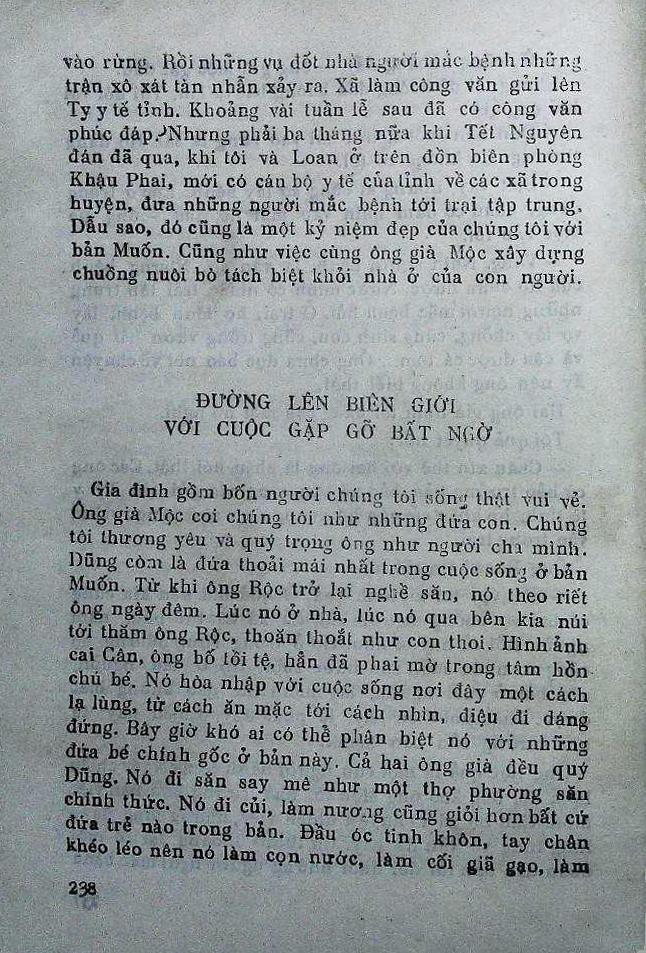 vào rừng. Rồi những vụ đốt nhà người mắc bệnh những
trận xô xát tàn nhẫn xảy ra. Xã làm công văn gửi lên
Ty y tế tỉnh. Khoảng vài tuần lễ sau đã có công văn
phúc đáp. Nhưng phải ba tháng nữa khi Tết Nguyên
đán đã qua, khi tôi và Loan ở trên đồn biên phòng
Khậu Phai, mới có cán bộ y tế của tỉnh về các xã trong
huyện, đưa những người mắc bệnh tới trại tập trung.
Dẫu sao, đó cũng là một kỷ niệm đẹp của chúng tôi với
bản Muốn. Cũng như việc cùng ông già Mộc xây dựng
chuồng nuôi bò tách biệt khỏi nhà ở của con người.
ĐƯỜNG LÊN BIÊN GIỚI
VỚI CUỘC GẶP GỠ BẤT NGỜ
Gia đình gồm bốn người chúng tôi sống thật vui vẻ.
Ông già Mộc coi chúng tôi như những đứa con. Chúng
tôi thương yêu và quý trọng ông như người cha mình.
Dũng còm là đứa thoải mái nhất trong cuộc sống ở bản
Muốn. Từ khi ông Rộc trở lại nghề săn, nó theo riết
ông ngày đêm. Lúc nó ở nhà, lúc nó qua bên kia núi
tới thăm ông Rộc, thoăn thoắt như con thoi. Hình ảnh
cai Cân, ông bố tồi tệ, hẳn đã phai mờ trong tâm hồn
chú bé. Nó hòa nhập với cuộc sống nơi đây một cách
lạ lùng, từ cách ăn mặc tới cách nhìn, điệu đi dáng
đứng. Bây giờ khó ai có thể phân biệt nó với những
đứa bé chính gốc ở bản này. Cả hai ông già đều quý
Dũng. Nó đi săn say mê như một thợ phường săn
chính thức. Nó đi củi, làm nương cũng giỏi hơn bất cứ
đứa trẻ nào trong bản. Đầu óc tinh khôn, tay chân
khéo léo nên nó làm cọn nước, làm cối giã gạo, làm
238